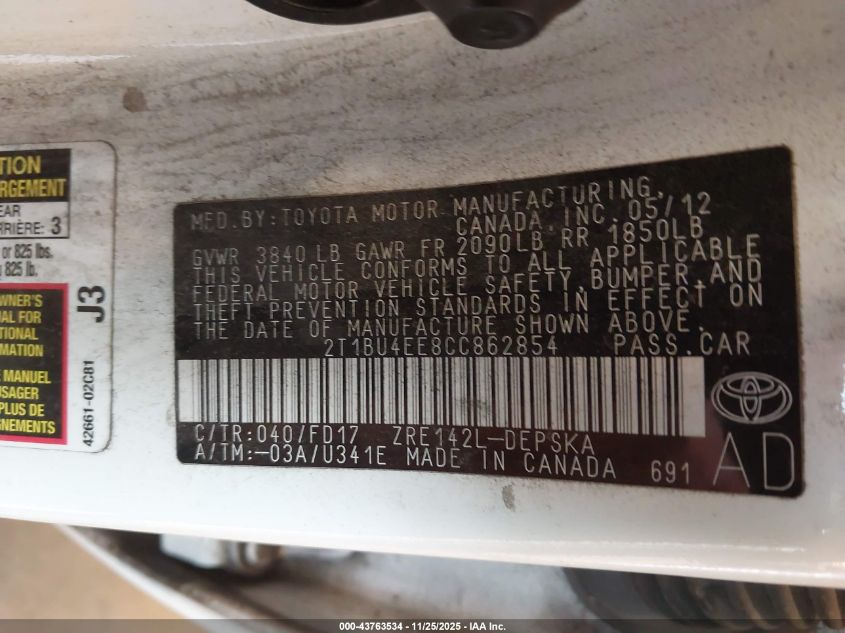 TION
RGEMENT
EAR
RRIÈRE: 3
or 825 lbs.
825 lb.
WNER'S
AL FOR
TIONAL
MATION
MANUEL
SAGER
PLUS DE
GNEMENTS
J3
42661-02C81
MFD.BY:TOYOTA MOTOR MANUFACTURING,
CANADA,INC.05/12
GVWR 3840LB GAWR FR 2090LB RR 1850LB
THIS VEHICLE CONFORMS TO ALL APPLICABLE
FEDERAL MOTOR VEHICLE SAFETY,BUMPER,AND
THEFT PREVENTION STANDARDS IN EFFECT ON
THE DATE OF MANUFACTURE SHOWN ABOVE.
2T1BU4EE8CC862854 PASS.CAR
C/TR:040/FD17 ZRE142L-DEPSKA
A/TM:-03A/U341E MADE IN CANADA 691
AD
000-43763534 - 11/25/2025 - IAA Inc.